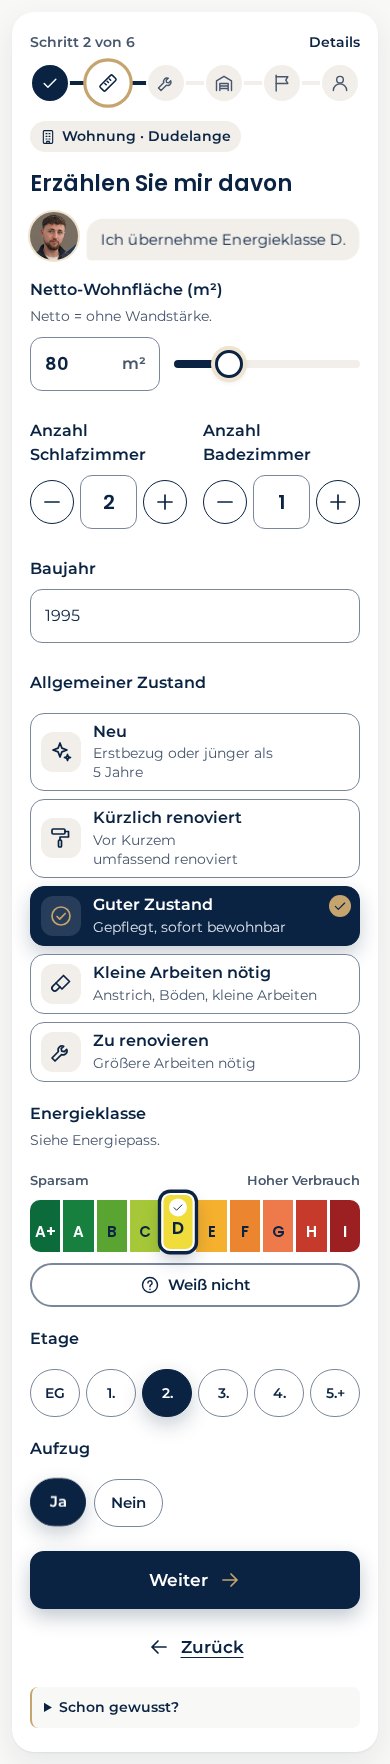 Schritt 2 von 6
Details
Wohnung · Dudelange
Erzählen Sie mir davon
Ich übernehme Energieklasse D.
Netto-Wohnfläche (m²)
Netto = ohne Wandstärke.
80 m²
Anzahl Schlafzimmer
Anzahl Badezimmer
2
1
Baujahr
1995
Allgemeiner Zustand
Neu
Erstbezug oder jünger als
5 Jahre
Kürzlich renoviert
Vor Kurzem
umfassend renoviert
Guter Zustand
Gepflegt, sofort bewohnbar
Kleine Arbeiten nötig
Anstrich, Böden, kleine Arbeiten
Zu renovieren
Größere Arbeiten nötig
Energieklasse
Siehe Energiepass.
Sparsam
Hoher Verbrauch
A+ A B C D E F G H I
Weiß nicht
Etage
EG 1. 2. 3. 4. 5.+
Aufzug
Ja Nein
Weiter
Zurück
Schon gewusst?